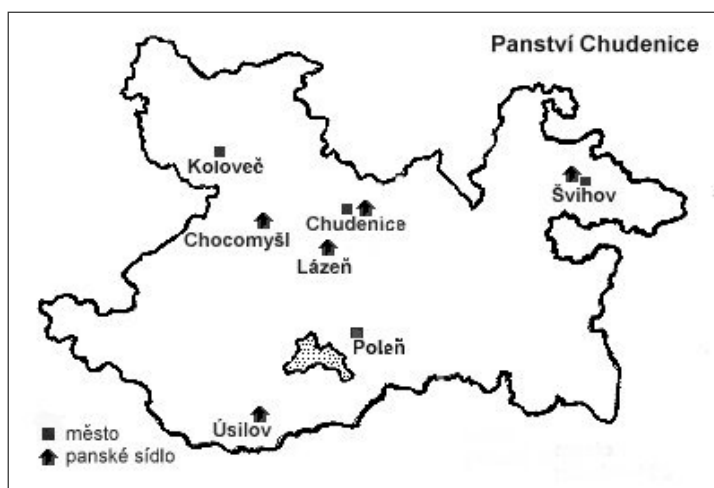 Panství Chudenice
Koloveč
Švihov
Chudenice
Chocomyšl
Lázeň
Poleň
Úsilov
město
panské sídlo